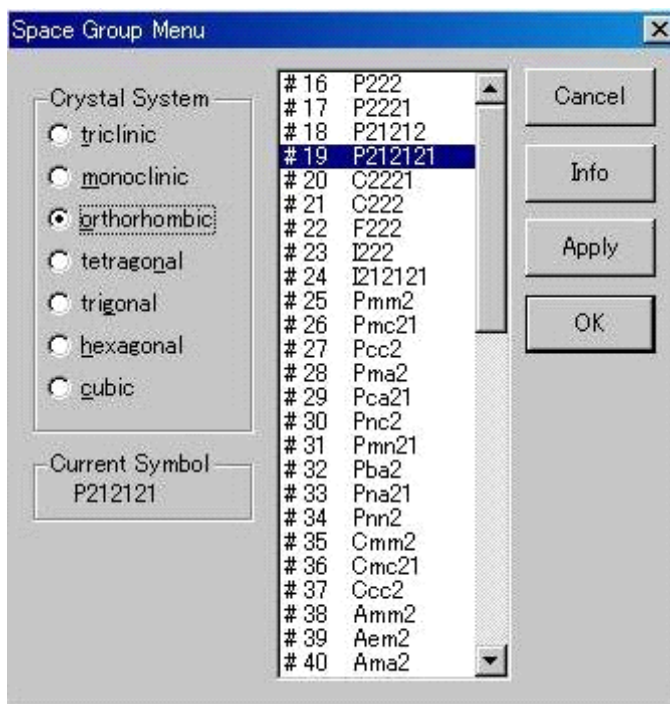 Space Group Menu
Crystal System
triclinic
monoclinic
orthorhombic
tetragonal
trigonal
hexagonal
cubic
Current Symbol
P212121
# 16 P222
# 17 P2221
# 18 P21212
# 19 P212121
# 20 C2221
# 21 C222
# 22 F222
# 23 I222
# 24 I212121
# 25 Pmm2
# 26 Pmc21
# 27 Pcc2
# 28 Pma2
# 29 Pca21
# 30 Pnc2
# 31 Pmn21
# 32 Pba2
# 33 Pna21
# 34 Pnn2
# 35 Cmm2
# 36 Cmc21
# 37 Ccc2
# 38 Amm2
# 39 Aem2
# 40 Ama2
Cancel
Info
Apply
OK